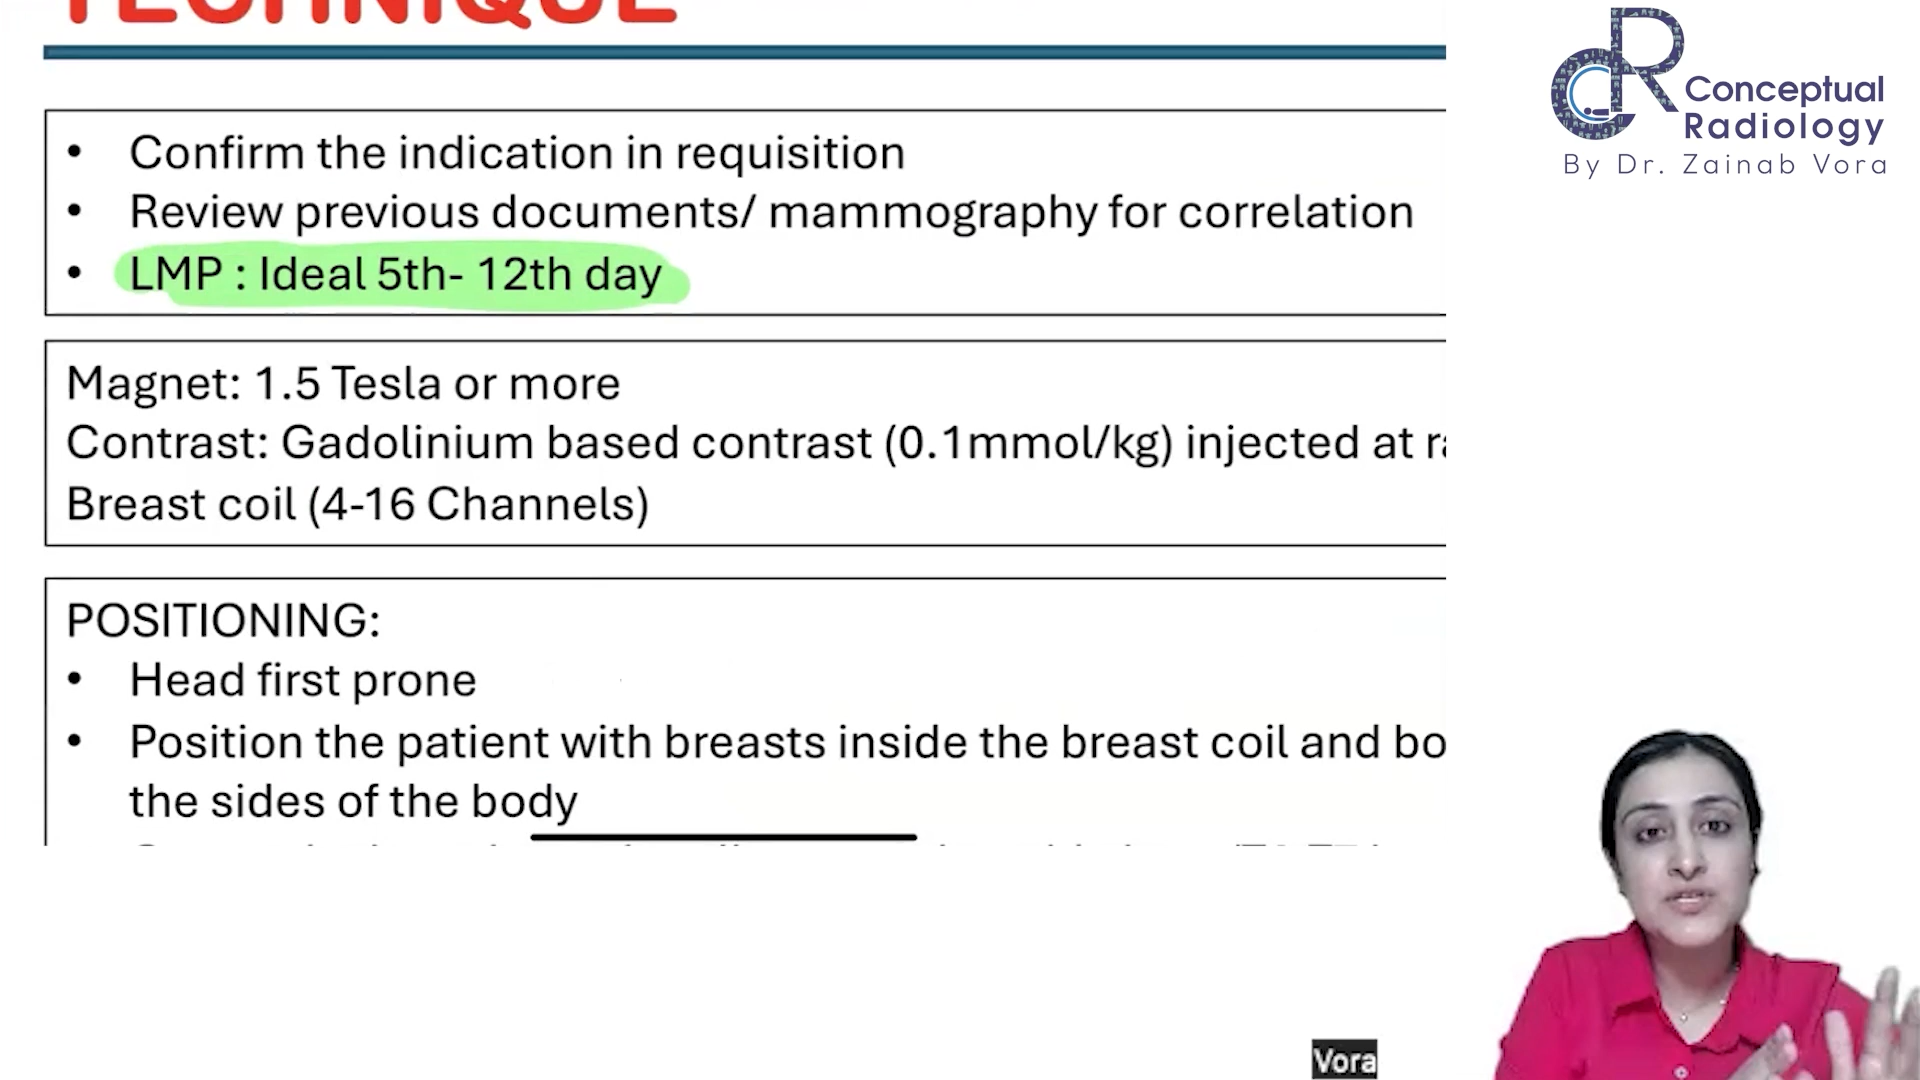 TECHNIQUE
• Confirm the indication in requisition
• Review previous documents/ mammography for correlation
• LMP : Ideal 5th- 12th day
Magnet: 1.5 Tesla or more
Contrast: Gadolinium based contrast (0.1mmol/kg) injected at
Breast coil (4-16 Channels)
POSITIONING:
• Head first prone
• Position the patient with breasts inside the breast coil and
the sides of the body
CR Conceptual
Radiology
By Dr. Zainab Vora
Vora